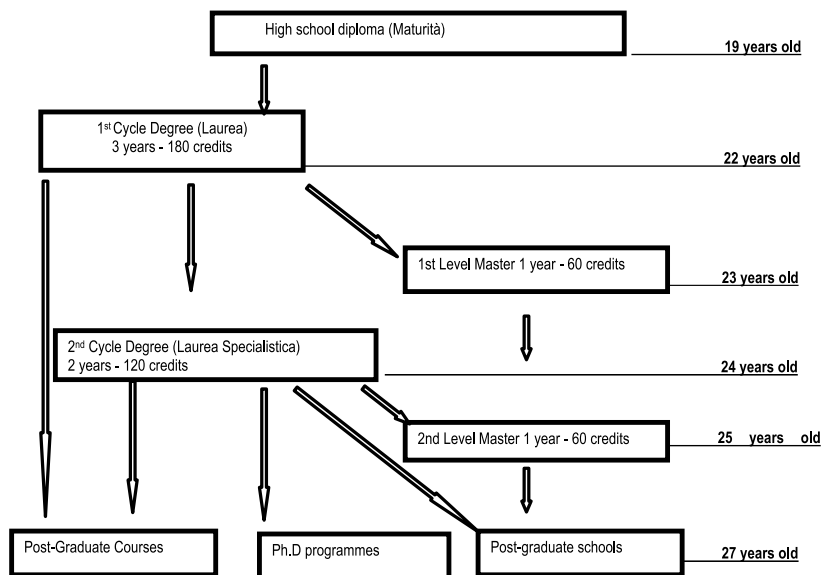 High school diploma (Maturità)
19 years old
1st Cycle Degree (Laurea)
3 years - 180 credits
22 years old
1st Level Master 1 year - 60 credits
23 years old
2nd Cycle Degree (Laurea Specialistica)
2 years - 120 credits
24 years old
2nd Level Master 1 year - 60 credits
25 years old
Post-Graduate Courses
Ph.D programmes
Post-graduate schools
27 years old